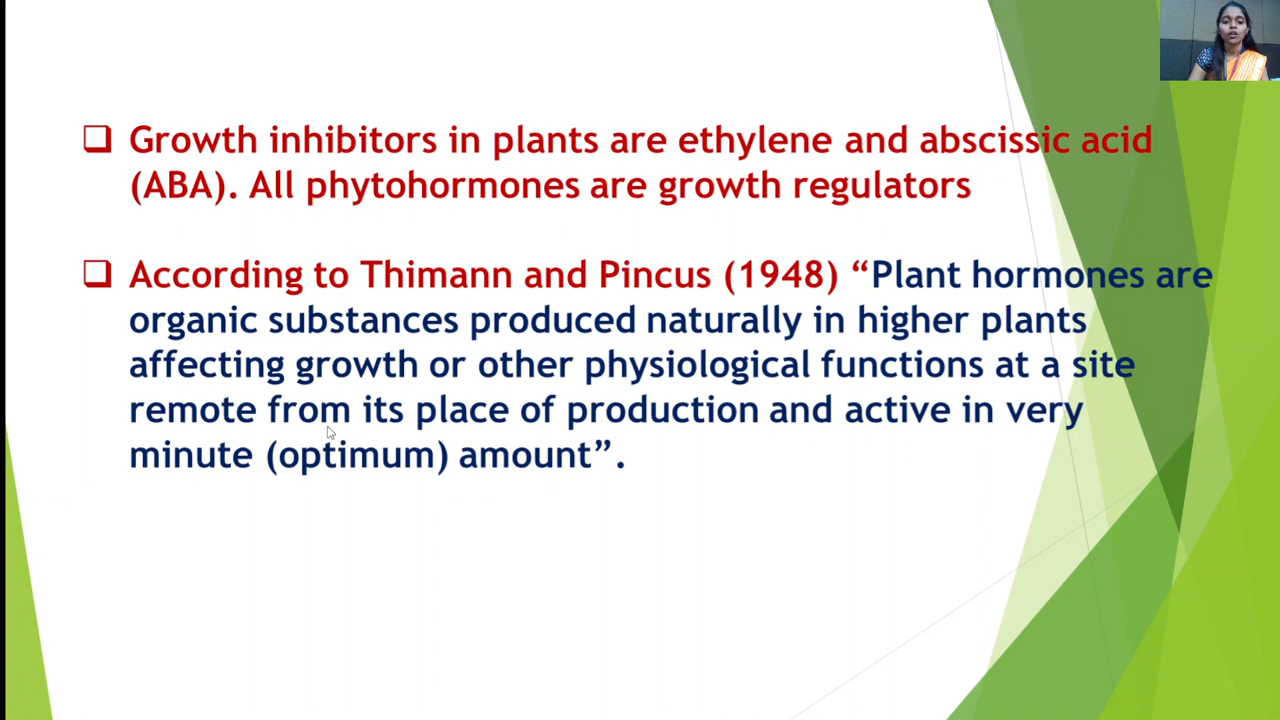 Growth inhibitors in plants are ethylene and abscissic acid
(ABA). All phytohormones are growth regulators
According to Thimann and Pincus (1948) “Plant hormones are
organic substances produced naturally in higher plants
affecting growth or other physiological functions at a site
remote from its place of production and active in very
minute (optimum) amount”.